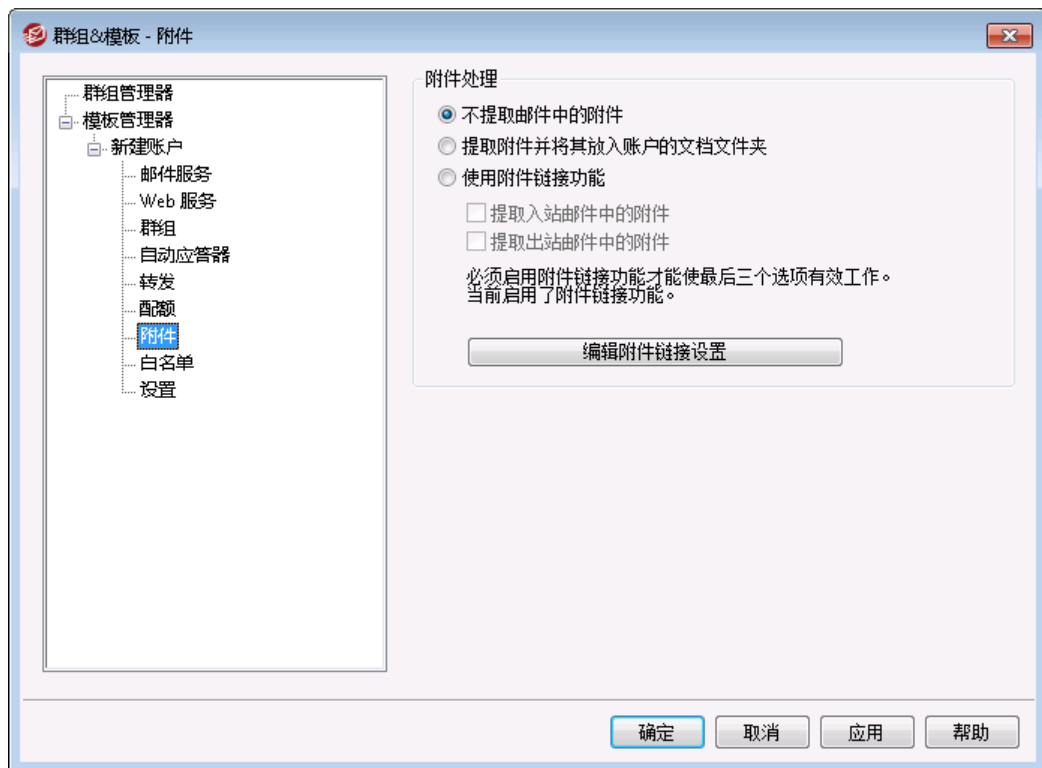 群组&模板 - 附件
群组管理器
模板管理器
新建账户
邮件服务
Web 服务
群组
自动应答器
转发
配额
附件
白名单
设置
附件处理
不提取邮件中的附件
提取附件并将其放入账户的文档文件夹
使用附件链接功能
提取入站邮件中的附件
提取出站邮件中的附件
必须启用附件链接功能才能使最后三个选项有效工作。
当前启用了附件链接功能。
编辑附件链接设置
确定
取消
应用
帮助